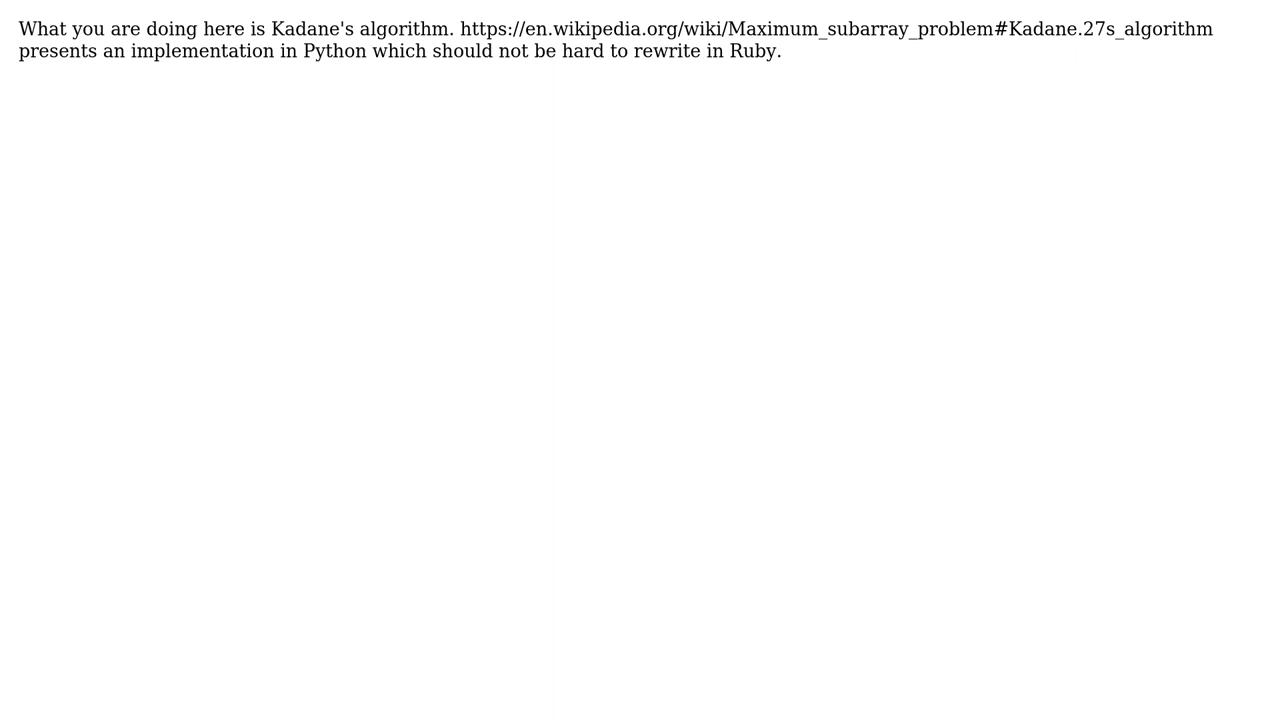 What you are doing here is Kadane's algorithm. https://en.wikipedia.org/wiki/Maximum_subarray_problem#Kadane.27s_algorithm
presents an implementation in Python which should not be hard to rewrite in Ruby.